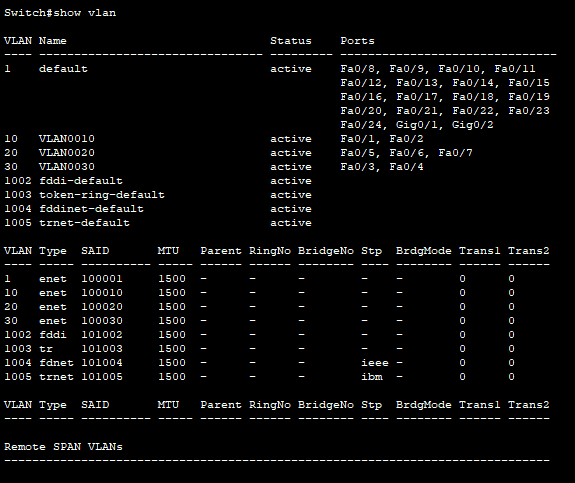 Switch#show vlan
VLAN Name                             Status    Ports
---- -------------------------------- --------- -------------------------------
1    default                          active    Fa0/8, Fa0/9, Fa0/10, Fa0/11
                                                Fa0/12, Fa0/13, Fa0/14, Fa0/15
                                                Fa0/16, Fa0/17, Fa0/18, Fa0/19
                                                Fa0/20, Fa0/21, Fa0/22, Fa0/23
                                                Fa0/24, Gig0/1, Gig0/2
10   VLAN0010                         active    Fa0/1, Fa0/2
20   VLAN0020                         active    Fa0/5, Fa0/6, Fa0/7
30   VLAN0030                         active    Fa0/3, Fa0/4
1002 fddi-default                     active
1003 token-ring-default               active
1004 fddinet-default                  active
1005 trnet-default                    active
VLAN Type  SAID       MTU   Parent RingNo BridgeNo Stp  BrdgMode Trans1 Trans2
---- ----- ---------- ----- ------ ------ -------- ---- -------- ------ ------
1    enet  100001     1500  -      -      -        -    -        0      0
10   enet  100010     1500  -      -      -        -    -        0      0
20   enet  100020     1500  -      -      -        -    -        0      0
30   enet  100030     1500  -      -      -        -    -        0      0
1002 fddi  101002     1500  -      -      -        -    -        0      0
1003 tr    101003     1500  -      -      -        -    -        0      0
1004 fdnet 101004     1500  -      -      -        ieee -        0      0
1005 trnet 101005     1500  -      -      -        ibm  -        0      0
VLAN Type  SAID       MTU   Parent RingNo BridgeNo Stp  BrdgMode Trans1 Trans2
---- ----- ---------- ----- ------ ------ -------- ---- -------- ------ ------
Remote SPAN VLANs
------------------------------------------------------------------------------